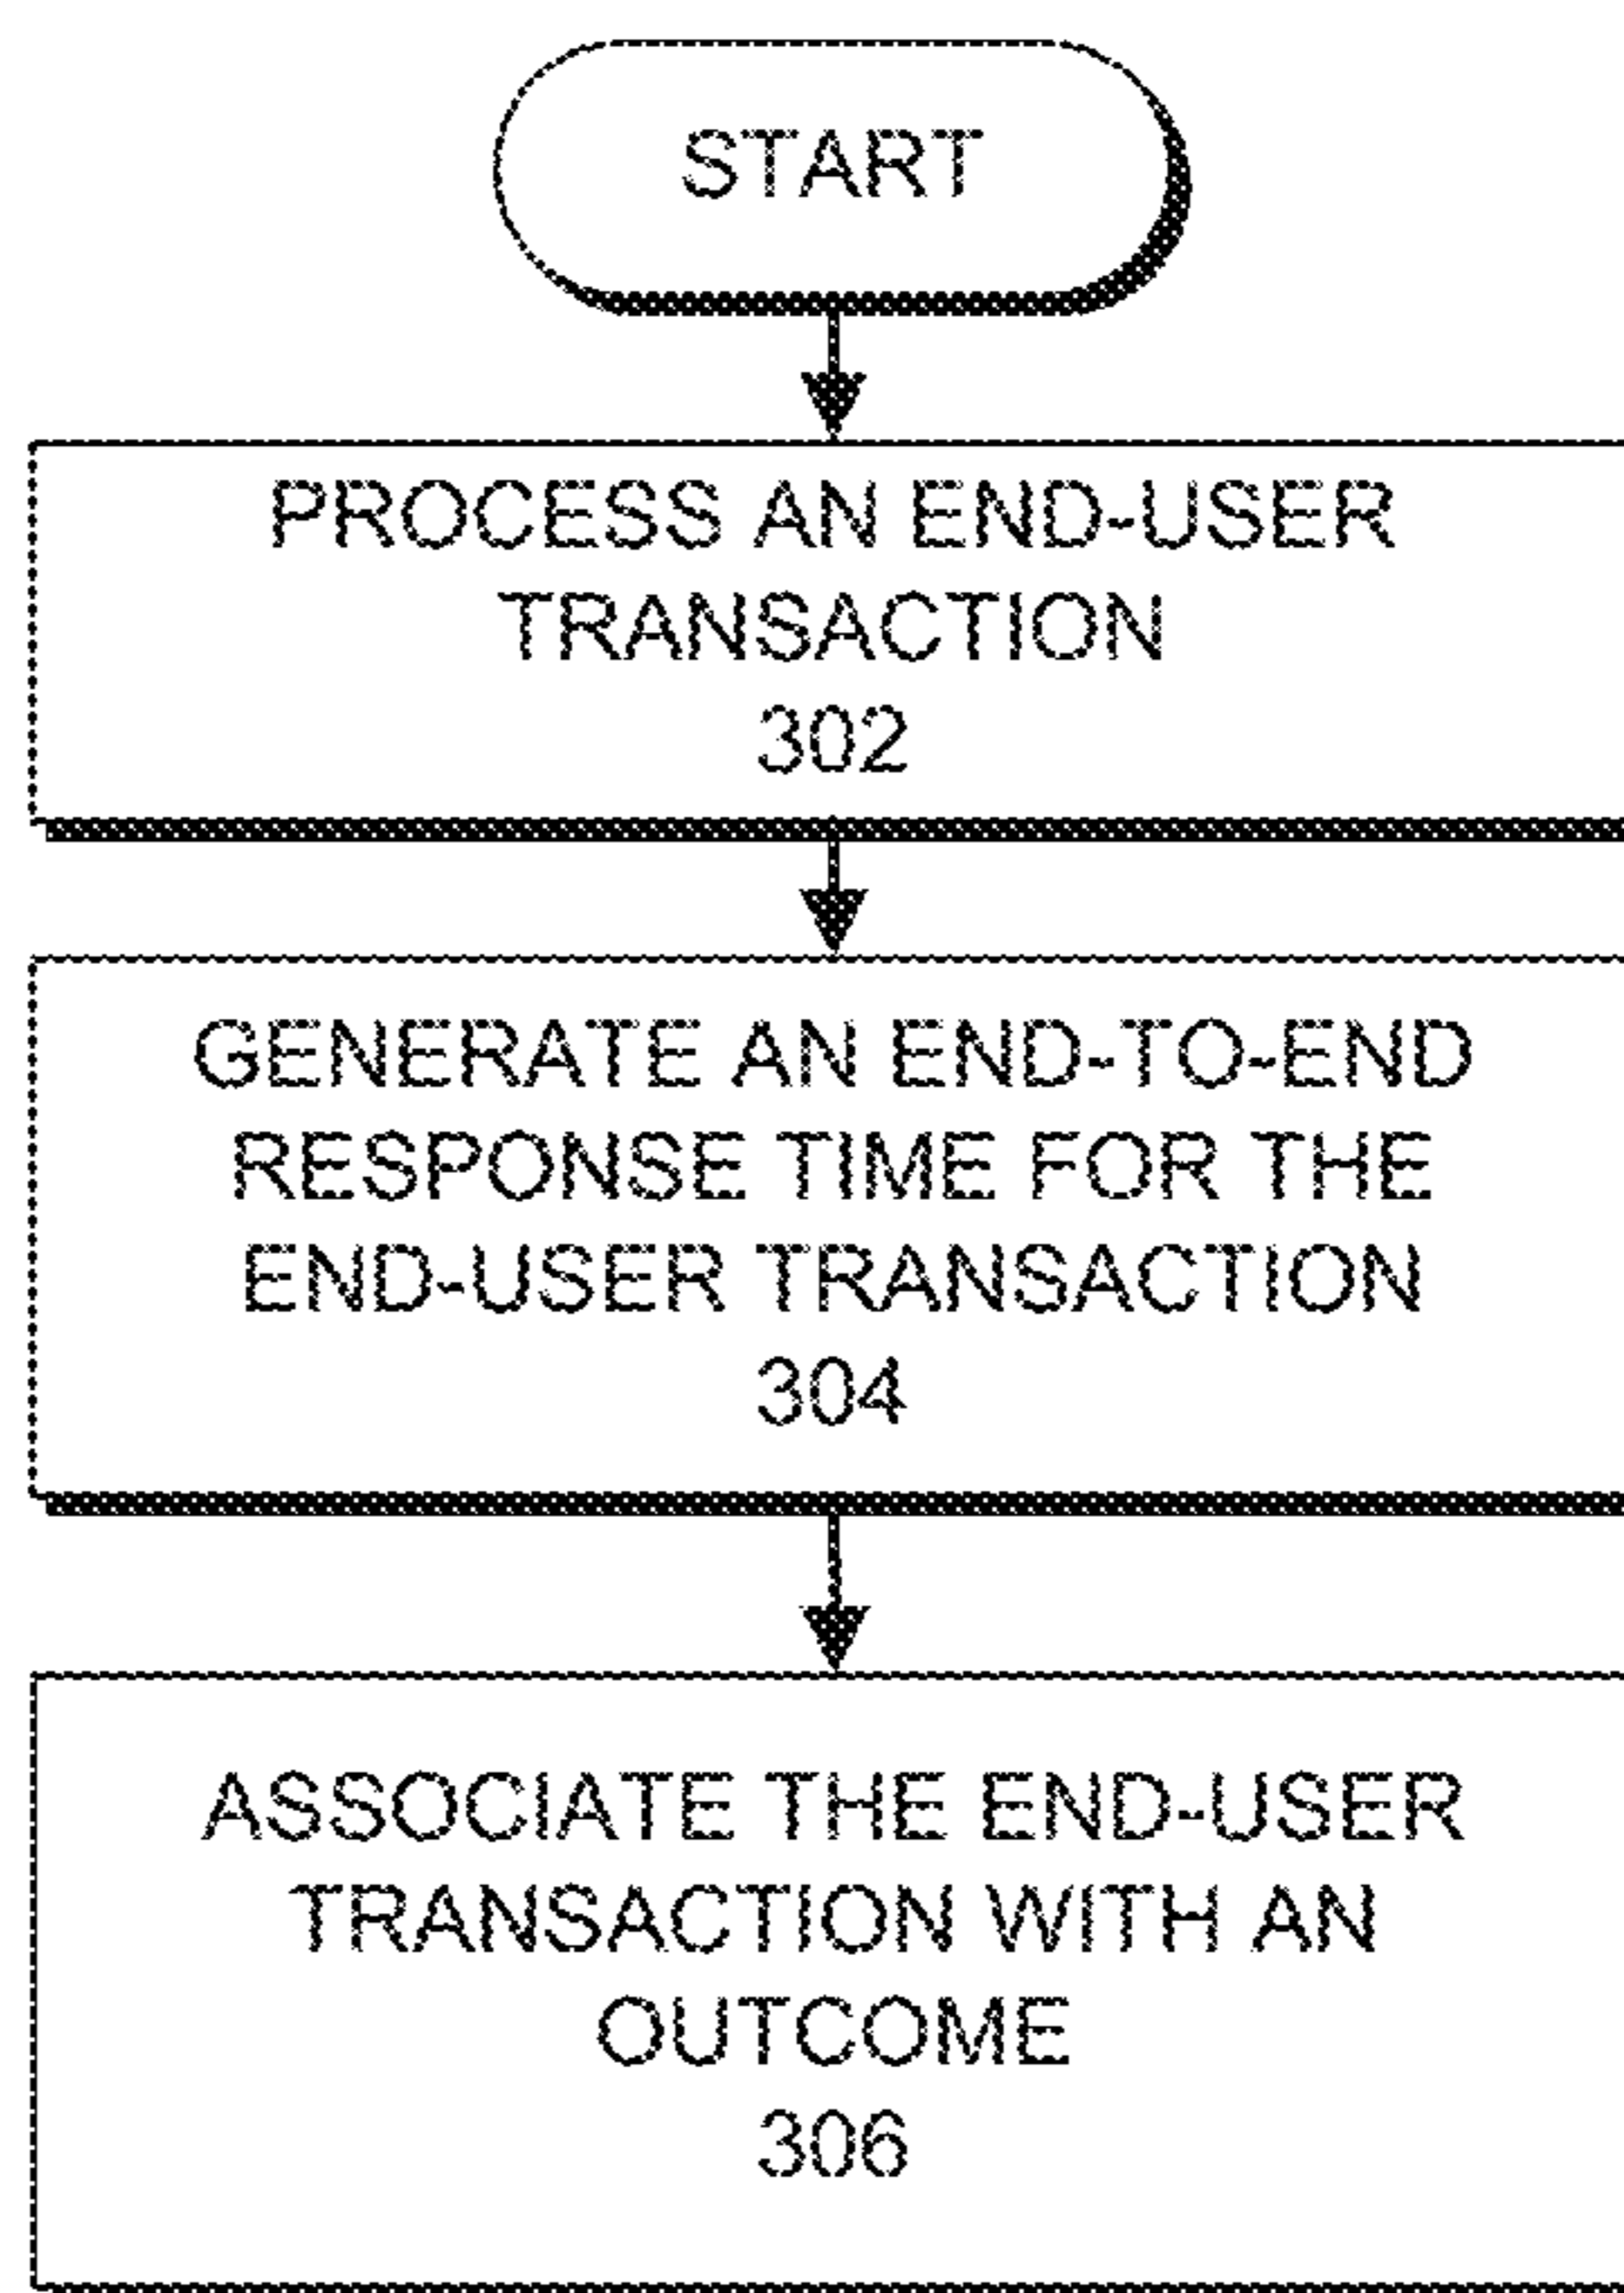 START
PROCESS AN END-USER
TRANSACTION
302
GENERATE AN END-TO-END
RESPONSE TIME FOR THE
END-USER TRANSACTION
304
ASSOCIATE THE END-USER
TRANSACTION WITH AN
OUTCOME
306